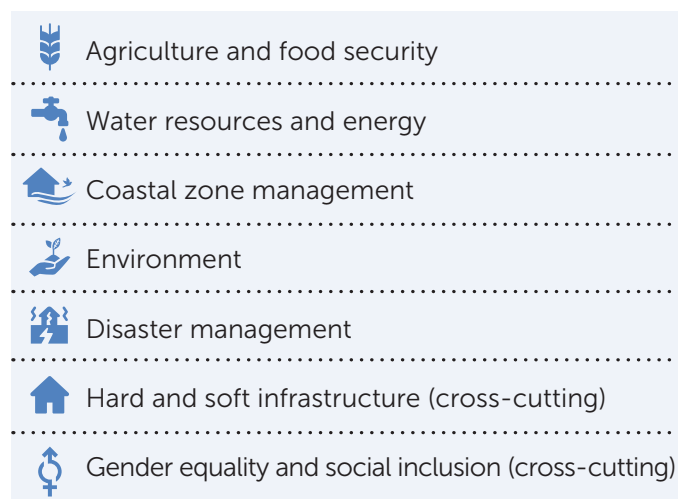 Agriculture and food security
Water resources and energy
Coastal zone management
Environment
Disaster management
Hard and soft infrastructure (cross-cutting)
Gender equality and social inclusion (cross-cutting)